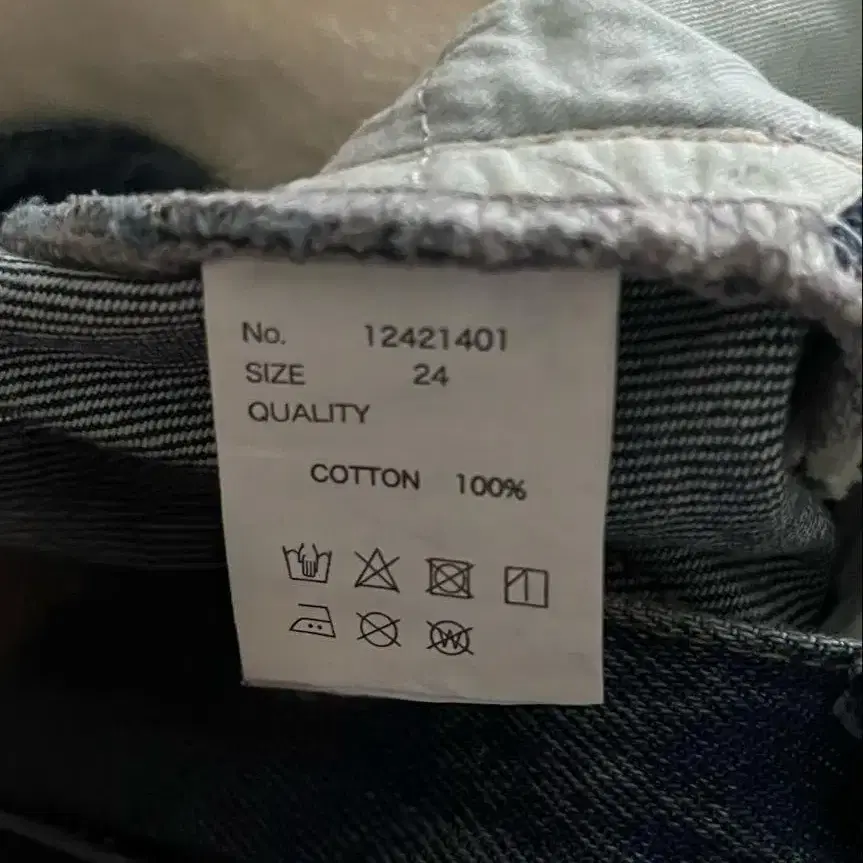 No. 12421401
SIZE 24
QUALITY
COTTON 100%
W